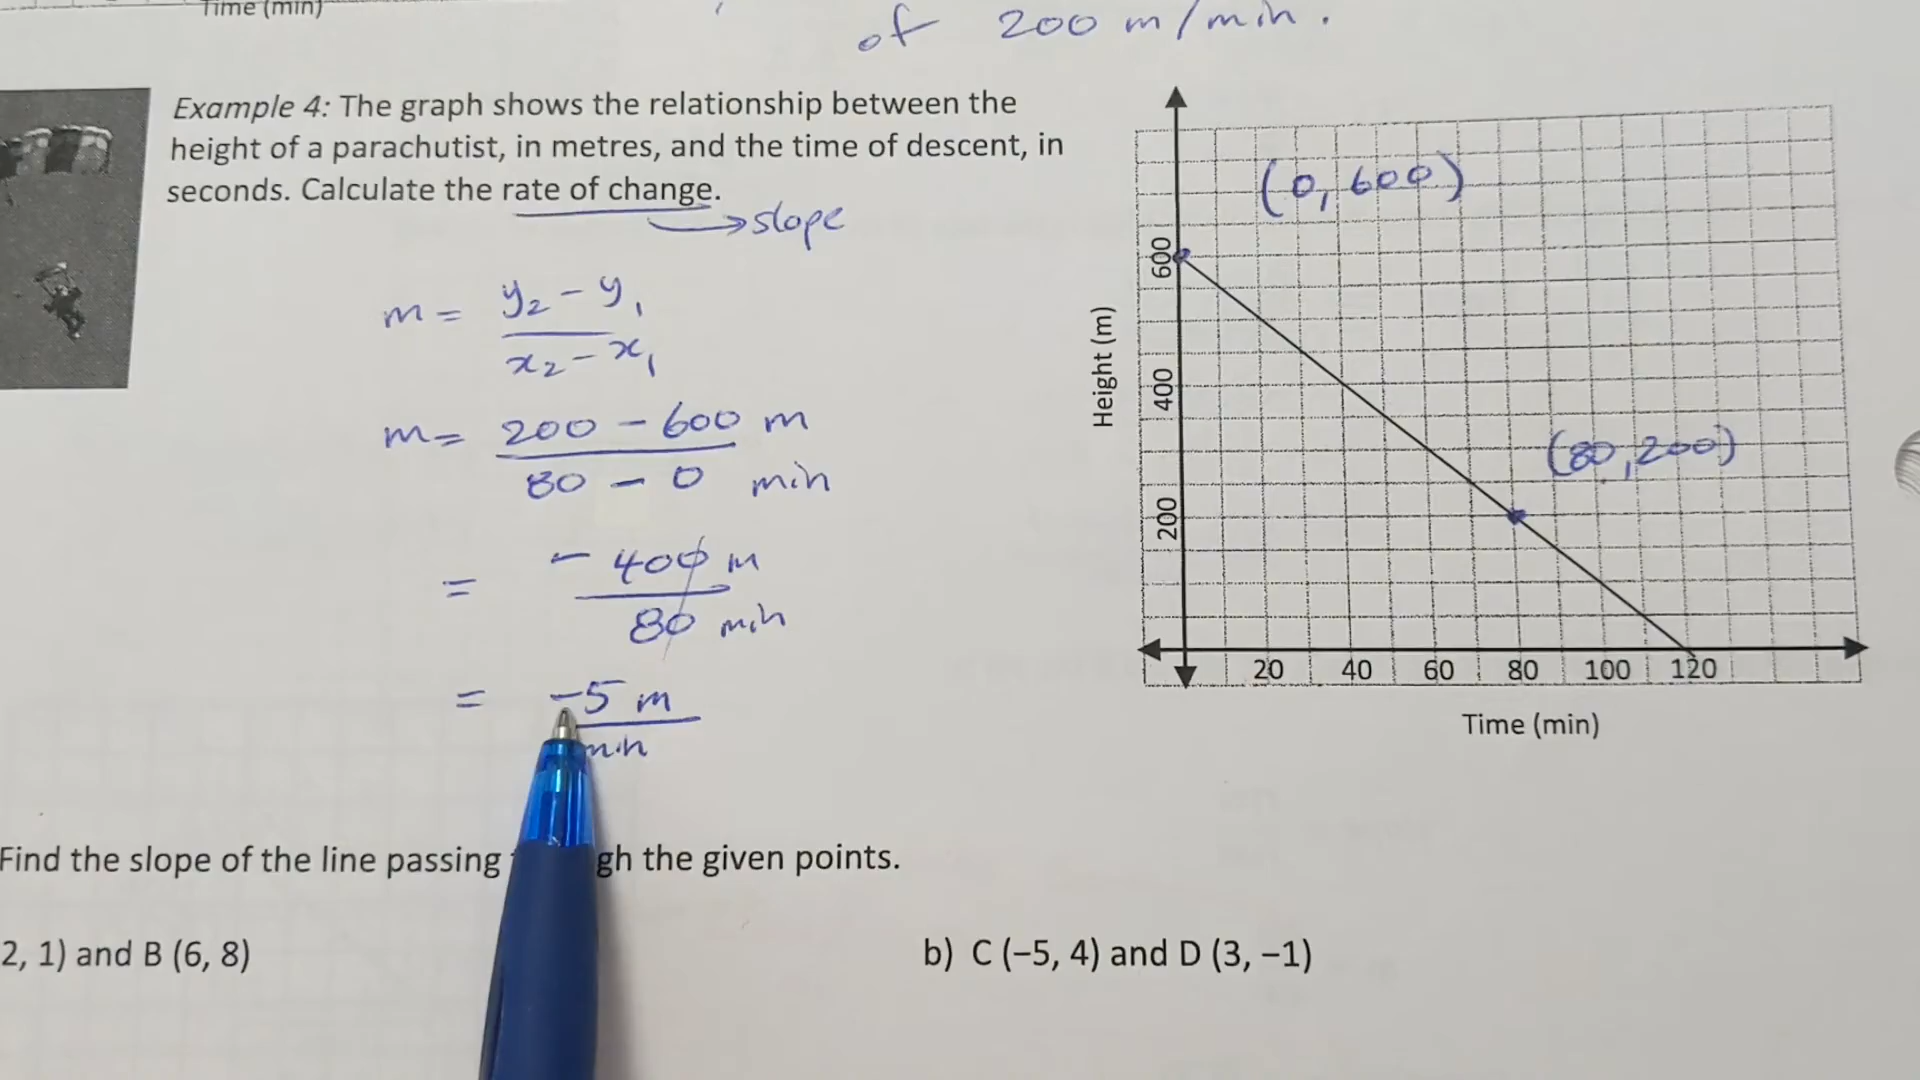 Time (min)
of 200 m/min.
Example 4: The graph shows the relationship between the
height of a parachutist, in metres, and the time of descent, in
seconds. Calculate the rate of change.
→ slope
m = y₂ - y₁
x₂ - x₁
m = 200 - 600 m
80 - 0 min
= - 400 m
80 min
= -5 m
min
(0, 600)
(80, 200)
Height (m)
600
400
200
20 40 60 80 100 120
Time (min)
Find the slope of the line passing gh the given points.
2, 1) and B (6, 8)
b) C (−5, 4) and D (3, −1)